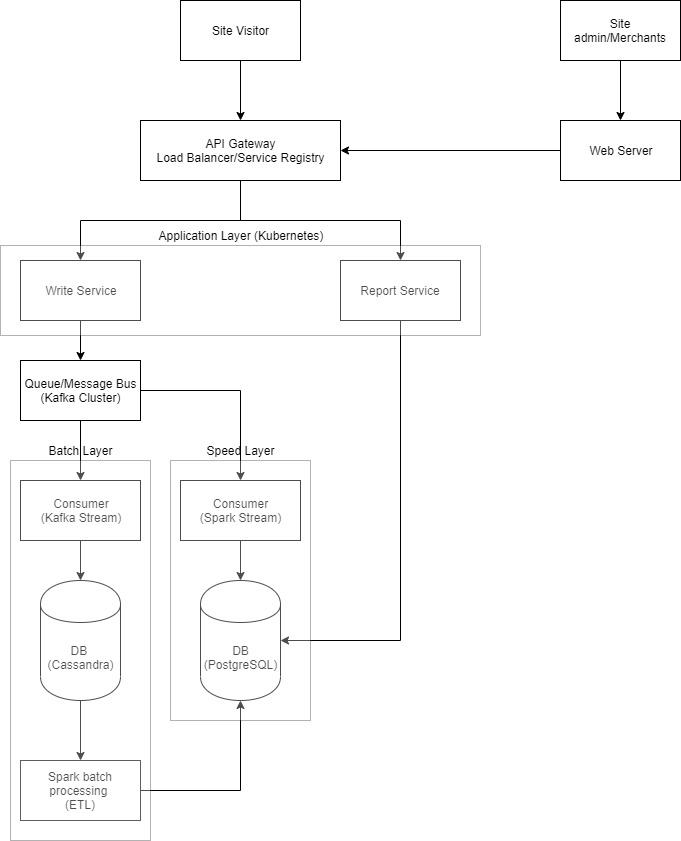 Site Visitor
Site
admin/Merchants
API Gateway
Load Balancer/Service Registry
Web Server
Application Layer (Kubernetes)
Write Service
Report Service
Queue/Message Bus
(Kafka Cluster)
Batch Layer
Speed Layer
Consumer
(Kafka Stream)
Consumer
(Spark Stream)
DB
(Cassandra)
DB
(PostgreSQL)
Spark batch
processing
(ETL)